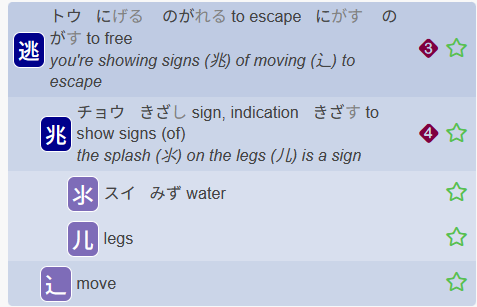 トウ にげる のがれる to escape にがす の
がす to free
逃 you're showing signs (兆) of moving (⻌) to 3
escape
チョウ きざし sign, indication きざす to
兆 show signs (of) 4
the splash (氺) on the legs (儿) is a sign
氺 スイ みず water
儿 legs
⻌ move